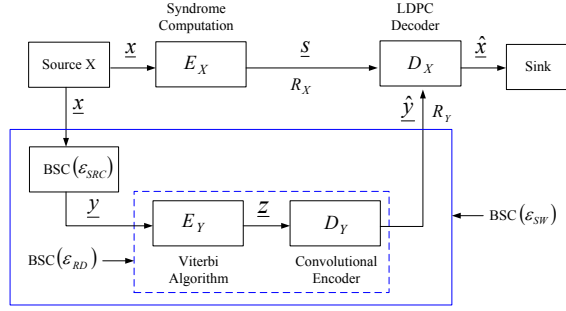 Syndrome Computation
LDPC Decoder
Source X
x
E_X
s
R_X
D_X
x̂
Sink
x
ŷ
R_Y
BSC(ε_SRC)
y
E_Y
z
D_Y
BSC(ε_SW)
BSC(ε_RD)
Viterbi Algorithm
Convolutional Encoder